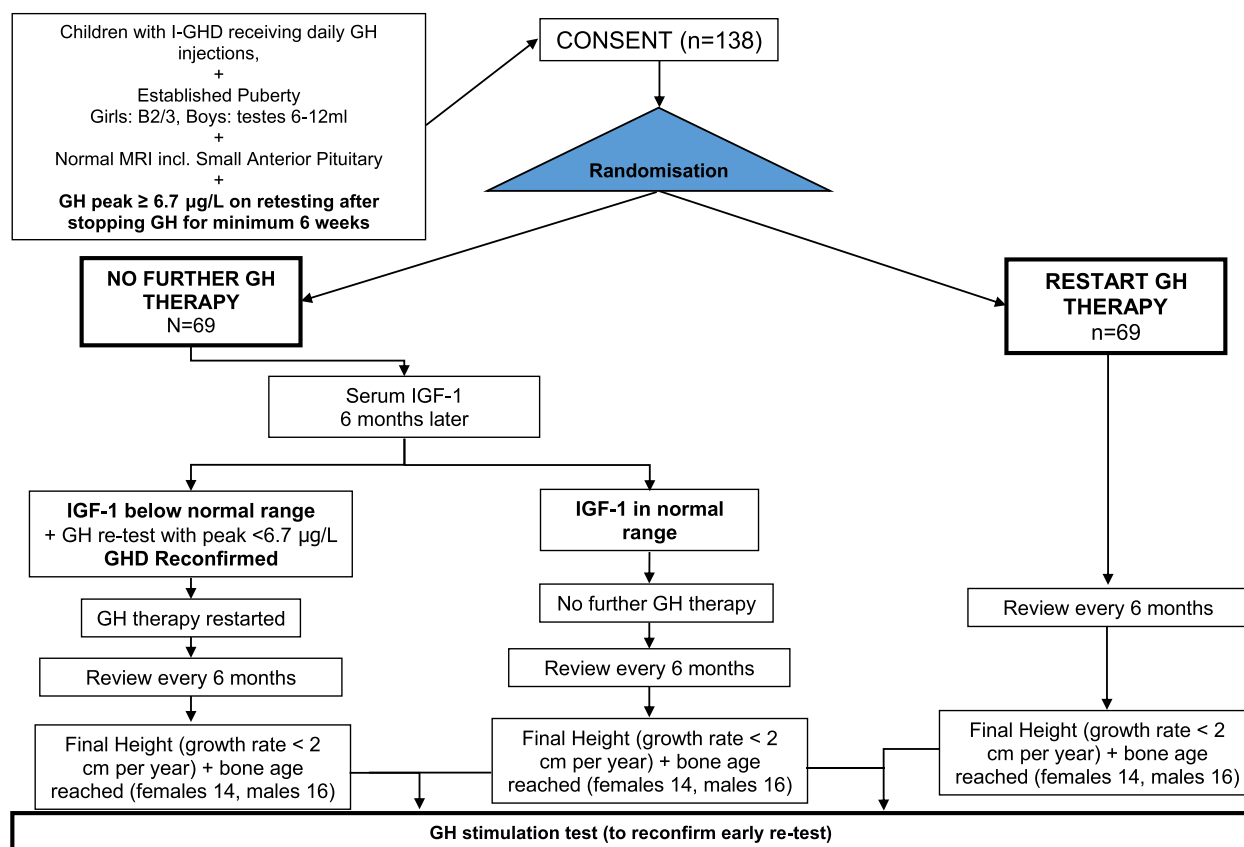 Children with I-GHD receiving daily GH
injections,
+
Established Puberty
Girls: B2/3, Boys: testes 6-12ml
+
Normal MRI incl. Small Anterior Pituitary
+
GH peak ≥ 6.7 µg/L on retesting after
stopping GH for minimum 6 weeks
CONSENT (n=138)
Randomisation
NO FURTHER GH
THERAPY
N=69
RESTART GH
THERAPY
n=69
Serum IGF-1
6 months later
IGF-1 below normal range
+ GH re-test with peak <6.7 µg/L
GHD Reconfirmed
IGF-1 in normal
range
GH therapy restarted
No further GH therapy
Review every 6 months
Review every 6 months
Review every 6 months
Final Height (growth rate < 2
cm per year) + bone age
reached (females 14, males 16)
Final Height (growth rate < 2
cm per year) + bone age
reached (females 14, males 16)
Final Height (growth rate < 2
cm per year) + bone age
reached (females 14, males 16)
GH stimulation test (to reconfirm early re-test)